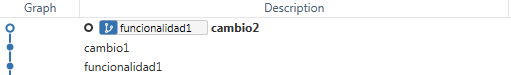 Graph Description
funcionalidad1 cambio2
cambio1
funcionalidad1